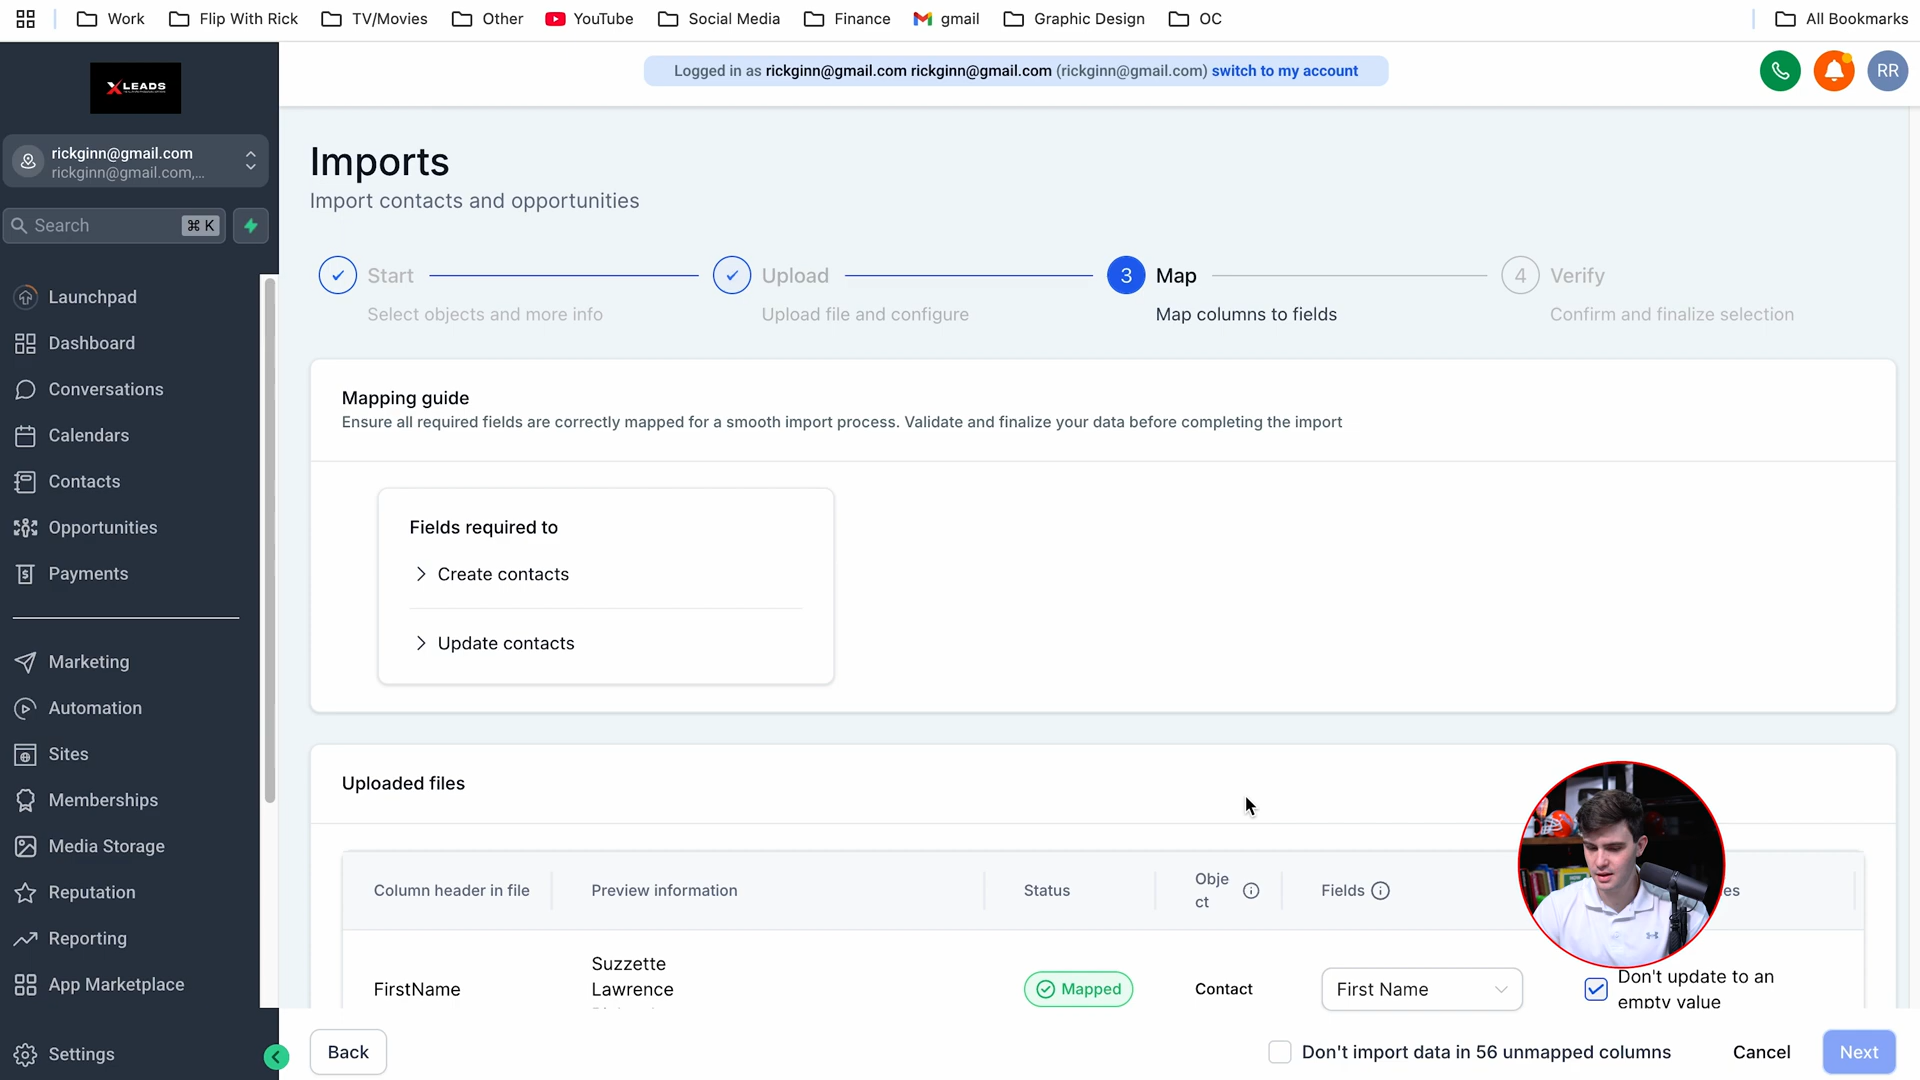 Work
Flip With Rick
TV/Movies
Other
YouTube
Social Media
Finance
gmail
Graphic Design
OC
All Bookmarks
XLEADS
Logged in as rickginn@gmail.com rickginn@gmail.com (rickginn@gmail.com) switch to my account
RR
rickginn@gmail.com
rickginn@gmail.com,...
Search
⌘ K
Launchpad
Dashboard
Conversations
Calendars
Contacts
Opportunities
Payments
Marketing
Automation
Sites
Memberships
Media Storage
Reputation
Reporting
App Marketplace
Settings
Imports
Import contacts and opportunities
Start
Select objects and more info
Upload
Upload file and configure
3 Map
Map columns to fields
4 Verify
Confirm and finalize selection
Mapping guide
Ensure all required fields are correctly mapped for a smooth import process. Validate and finalize your data before completing the import
Fields required to
Create contacts
Update contacts
Uploaded files
Column header in file
Preview information
Status
Obje
ct
Fields
es
FirstName
Suzzette
Lawrence
Mapped
Contact
First Name
Don't update to an
empty value
Back
Don't import data in 56 unmapped columns
Cancel
Next